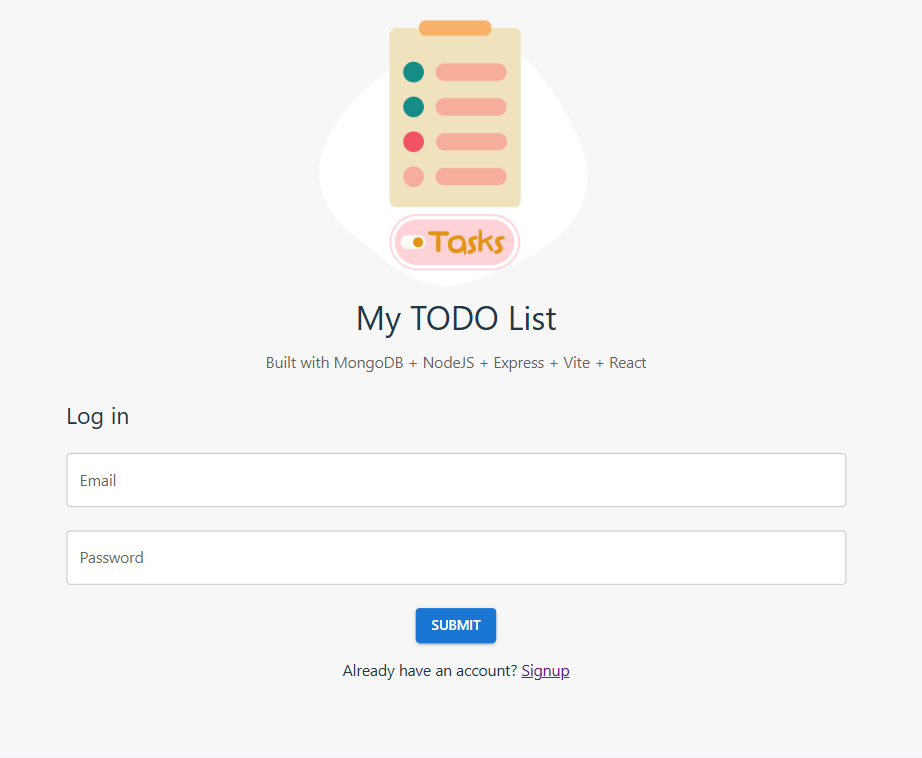 Tasks
My TODO List
Built with MongoDB + NodeJS + Express + Vite + React
Log in
Email
Password
SUBMIT
Already have an account? Signup